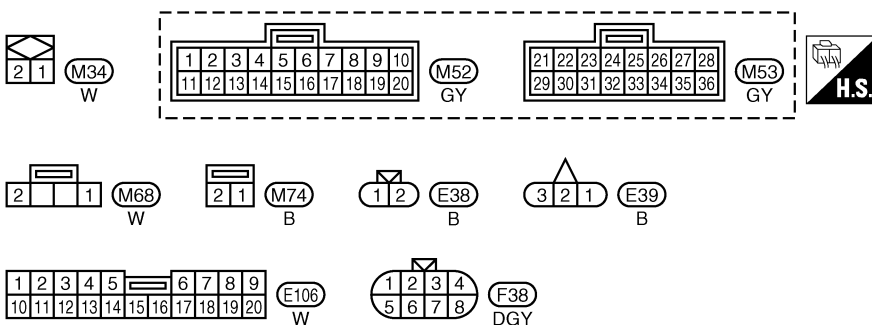 1 2 3 4 5 6 7 8 9 10
21 22 23 24 25 26 27 28
2 1 M34
11 12 13 14 15 16 17 18 19 20 M52
29 30 31 32 33 34 35 36 M53
W
GY
GY
H.S.
2 1 M68
2 1 M74
1 2 E38
3 2 1 E39
W
B
B
B
1 2 3 4 5 6 7 8 9
10 11 12 13 14 15 16 17 18 19 20 E106
W
1 2 3 4
5 6 7 8 F38
DGY